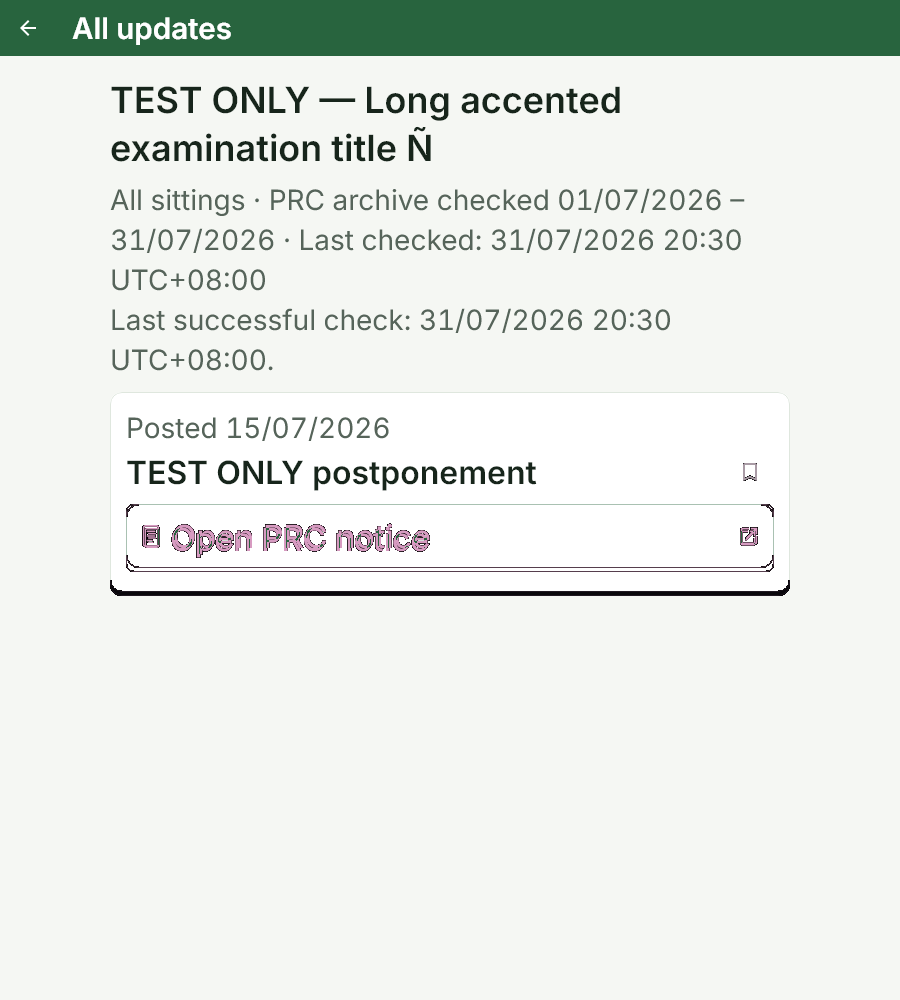 All updates
TEST ONLY — Long accented
examination title Ñ
All sittings · PRC archive checked 01/07/2026 –
31/07/2026 · Last checked: 31/07/2026 20:30
UTC+08:00
Last successful check: 31/07/2026 20:30
UTC+08:00.
Posted 15/07/2026
TEST ONLY postponement
Open PRC notice